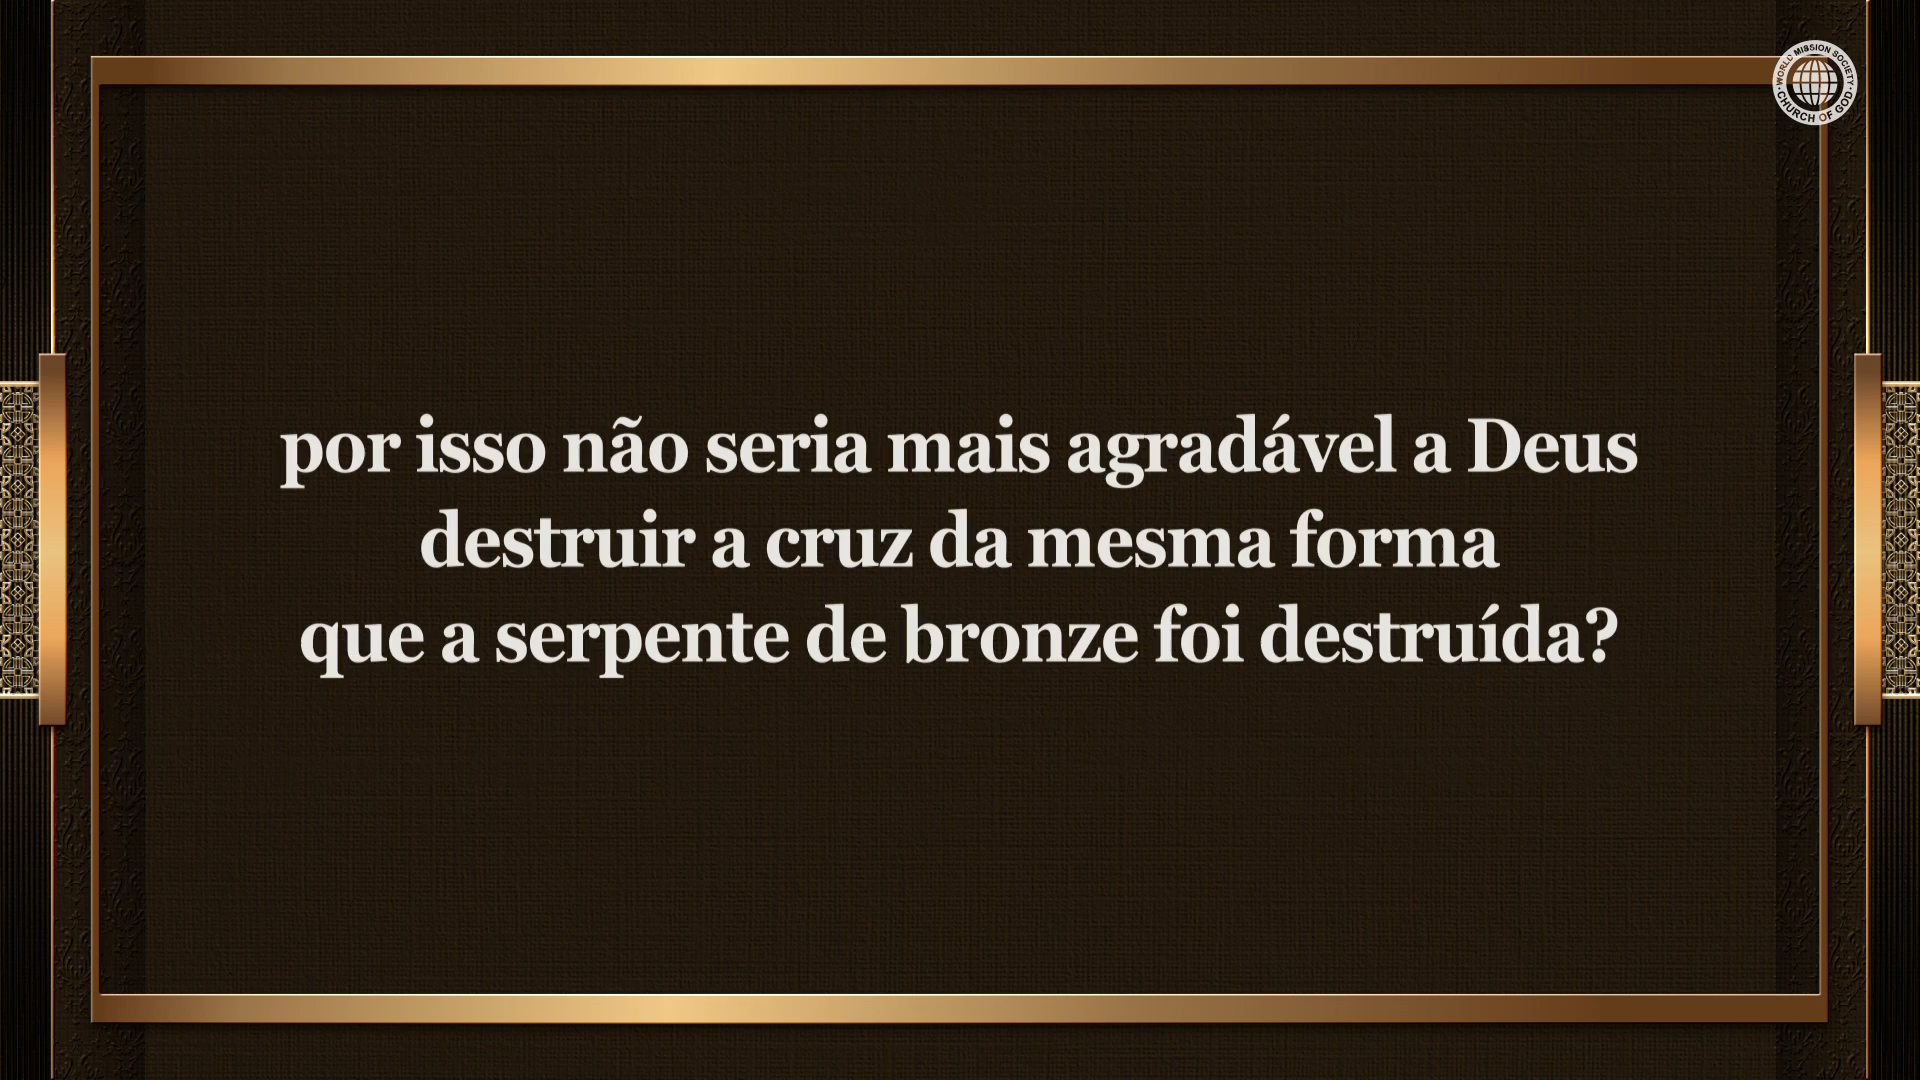 WORLD MISSION SOCIETY
CHURCH OF GOD
por isso não seria mais agradável a Deus
destruir a cruz da mesma forma
que a serpente de bronze foi destruída?